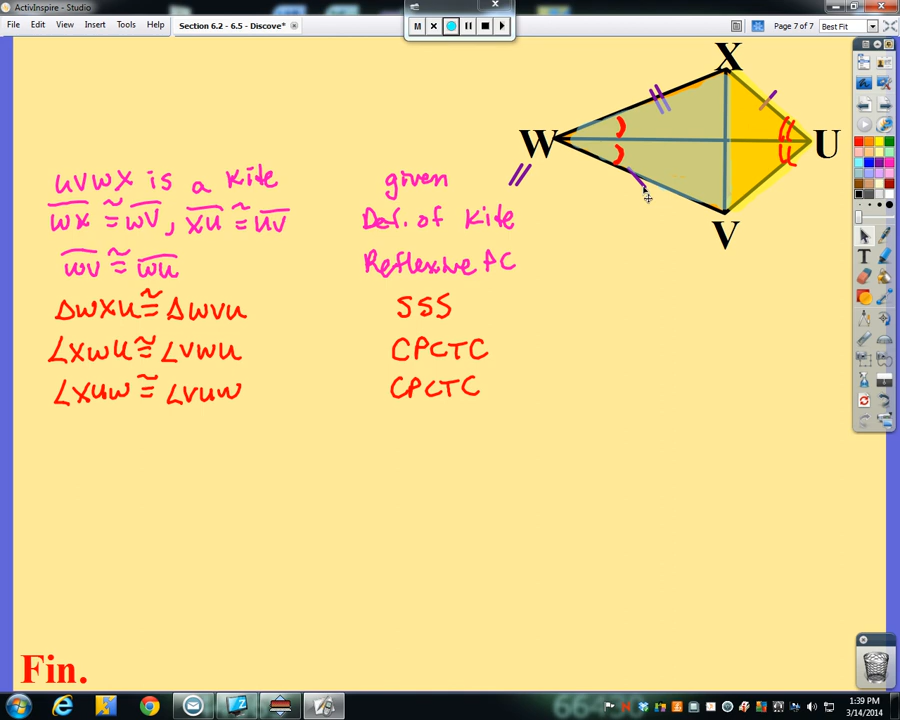 ActivInspire - Studio
File Edit View Insert Tools Help
Section 6.2 - 6.5 - Discove*
M
Page 7 of 7
Best Fit
X
W
U
V
UVWX is a Kite given
WX ≅ WV, XU ≅ UV Def. of Kite
WV ≅ WU Reflexive PC
ΔWXU ≅ ΔWVU SSS
∠XWU ≅ ∠VWU CPCTC
∠XUW ≅ ∠VUW CPCTC
T
Fin.
1:39 PM
3/14/2014